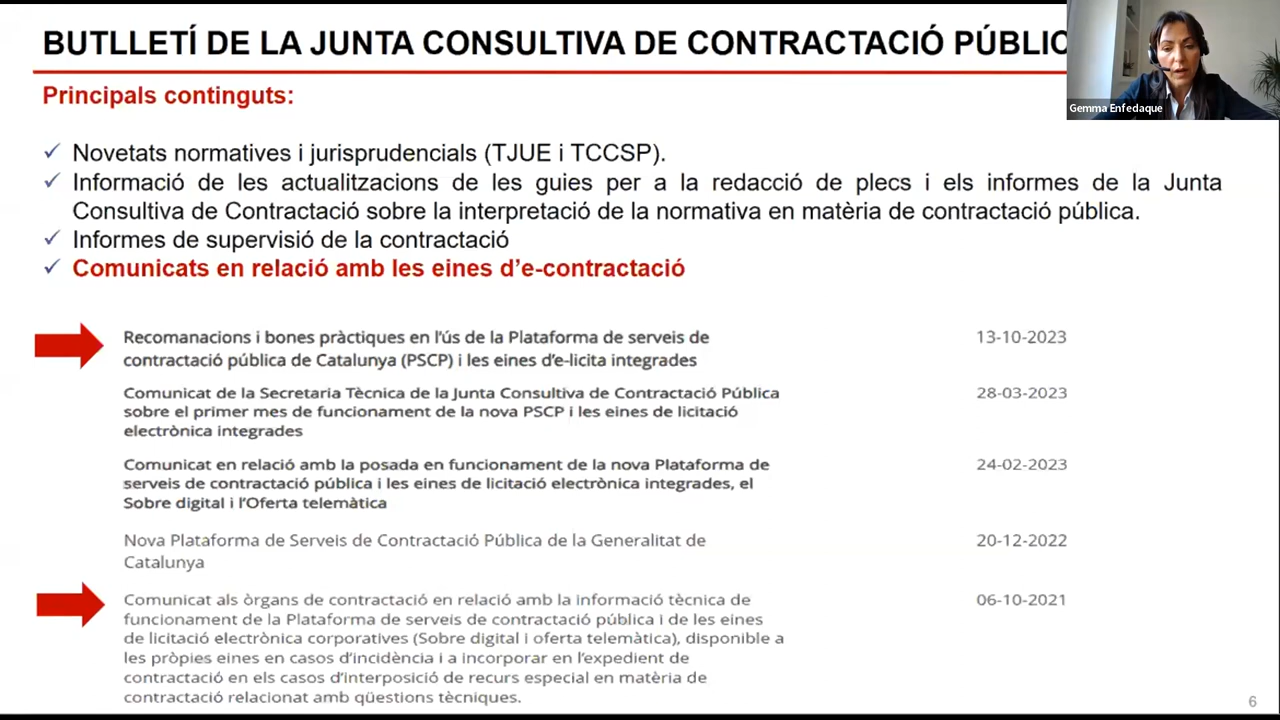 BUTLLETÍ DE LA JUNTA CONSULTIVA DE CONTRACTACIÓ
Gemma Enfedaque
Principals continguts:
✓ Novetats normatives i jurisprudencials (TJUE i TCCSP).
✓ Informació de les actualitzacions de les guies per a la redacció de plecs i els informes de la Junta
Consultiva de Contractació sobre la interpretació de la normativa en matèria de contractació pública.
✓ Informes de supervisió de la contractació
✓ Comunicats en relació amb les eines d’e-contractació
Recomanacions i bones pràctiques en l’ús de la Plataforma de serveis de 13-10-2023
contractació pública de Catalunya (PSCP) i les eines d’e-licita integrades
Comunicat de la Secretaria Tècnica de la Junta Consultiva de Contractació Pública 28-03-2023
sobre el primer mes de funcionament de la nova PSCP i les eines de licitació
electrònica integrades
Comunicat en relació amb la posada en funcionament de la nova Plataforma de 24-02-2023
serveis de contractació pública i les eines de licitació electrònica integrades, el
Sobre digital i l’Oferta telemàtica
Nova Plataforma de Serveis de Contractació Pública de la Generalitat de 20-12-2022
Catalunya
Comunicat als òrgans de contractació en relació amb la informació tècnica de 06-10-2021
funcionament de la Plataforma de serveis de contractació pública i de les eines
de licitació electrònica corporatives (Sobre digital i oferta telemàtica), disponible a
les pròpies eines en casos d’incidència i a incorporar en l’expedient de
contractació en els casos d’interposició de recurs especial en matèria de
contractació relacionat amb qüestions tècniques.
6